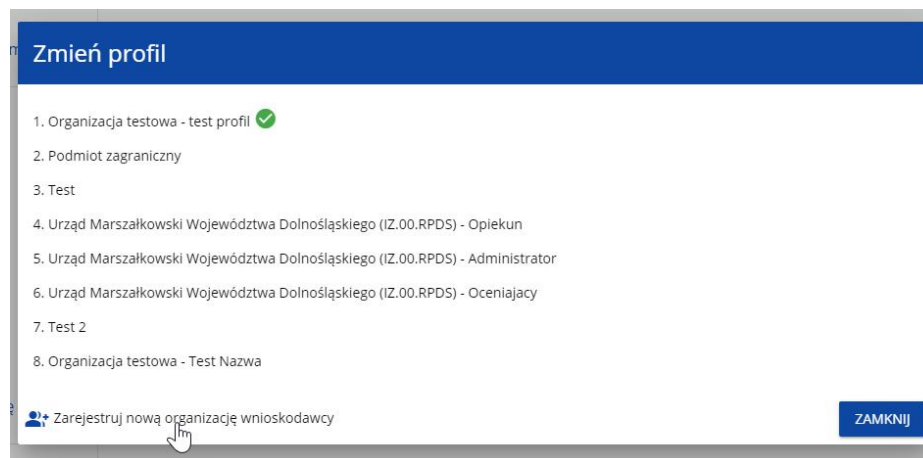 Zmień profil
1. Organizacja testowa - test profil
2. Podmiot zagraniczny
3. Test
4. Urząd Marszałkowski Województwa Dolnośląskiego (IZ.00.RPDS) - Opiekun
5. Urząd Marszałkowski Województwa Dolnośląskiego (IZ.00.RPDS) - Administrator
6. Urząd Marszałkowski Województwa Dolnośląskiego (IZ.00.RPDS) - Oceniajacy
7. Test 2
8. Organizacja testowa - Test Nazwa
Zarejestruj nową organizację wnioskodawcy
ZAMKNIJ